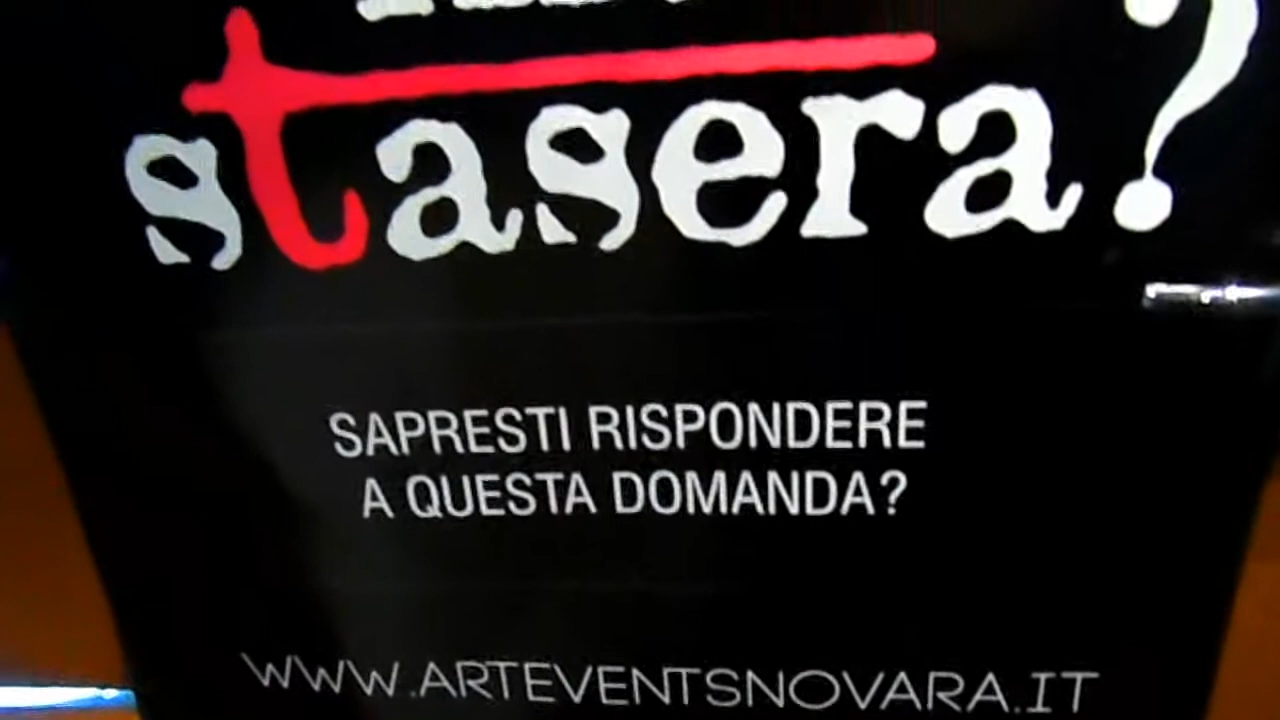 stasera?
SAPRESTI RISPONDERE
A QUESTA DOMANDA?
WWW.ARTEVENTSNOVARA.IT